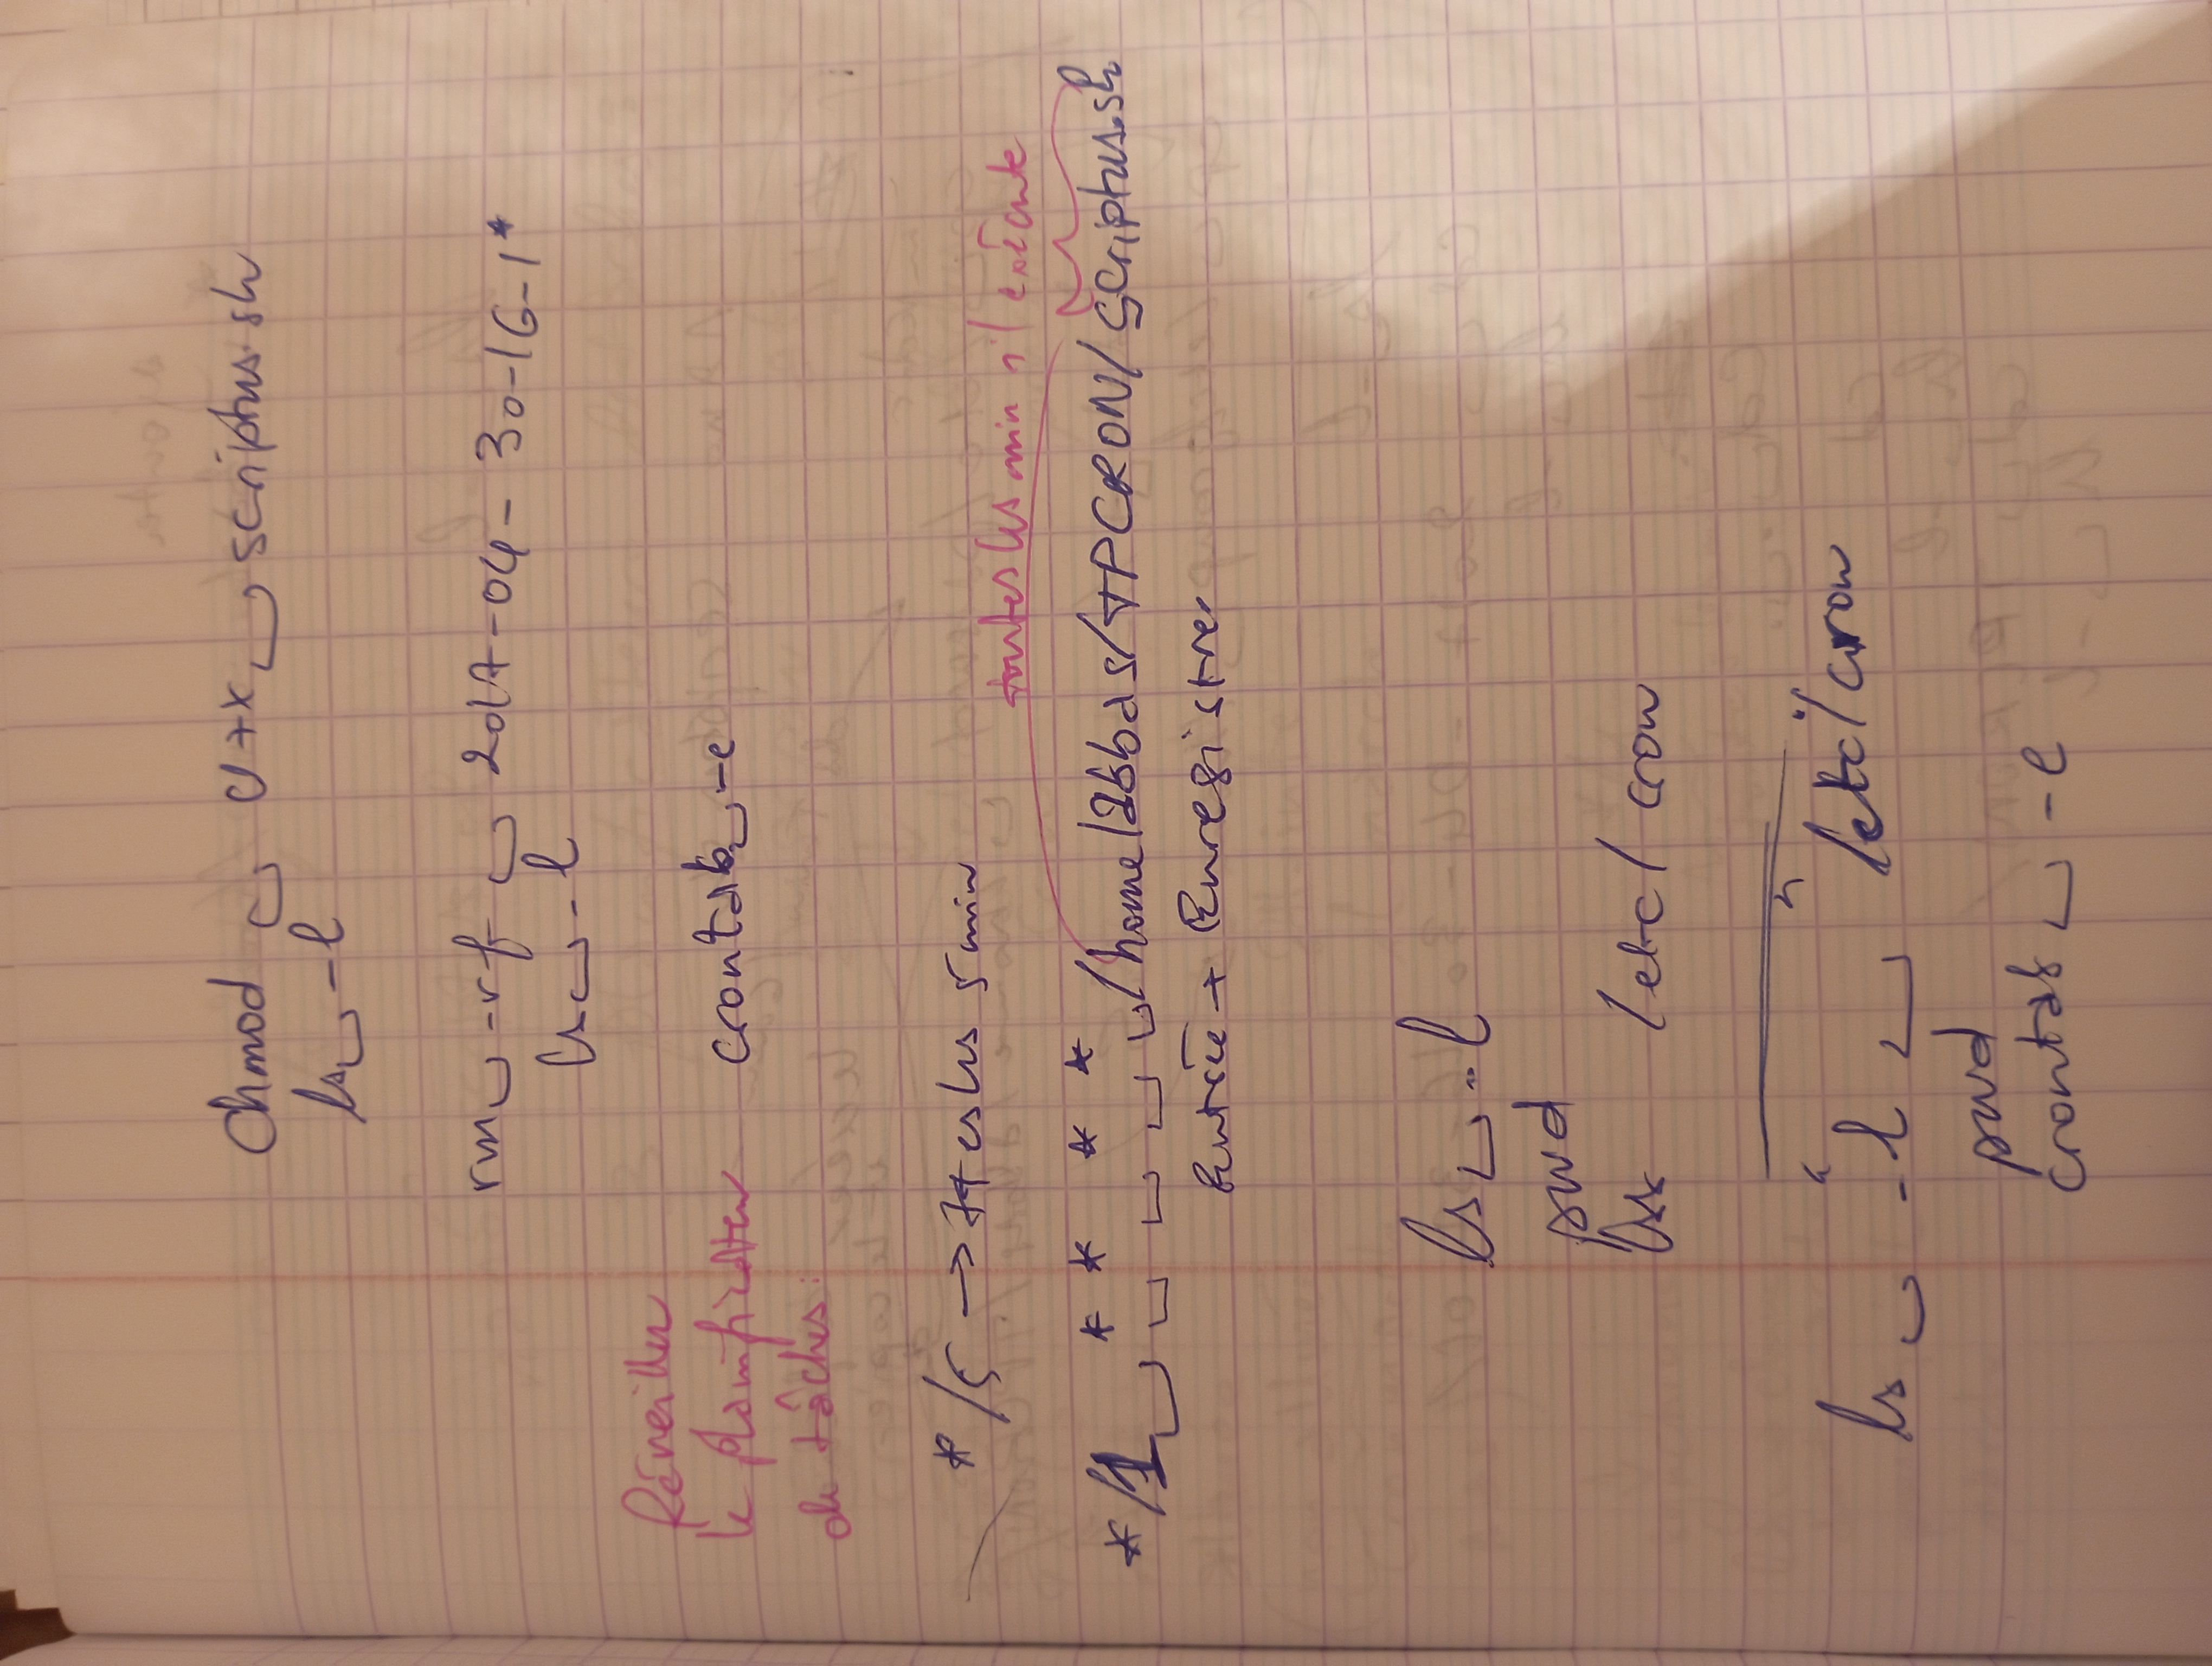 Chmod ␣ u+x ␣ scriptus.sh
ls ␣ -l
rm ␣ -rf ␣ 2017-04-30-16-1*
ls ␣ -l
Réveiller
le planificateur
de tâches:
crontab ␣ -e
*/5 → ttes les 5 min
toutes les min il exécute
*/1 ␣ * ␣ * ␣ * ␣ * ␣ /home/abbas/TPCRON/scriptus.sh
Entrée + Enregistrer
ls ␣ -l
pwd
ls /etc/cron
ls ␣ "-l ␣ " /etc/cron
pwd
crontab ␣ -e